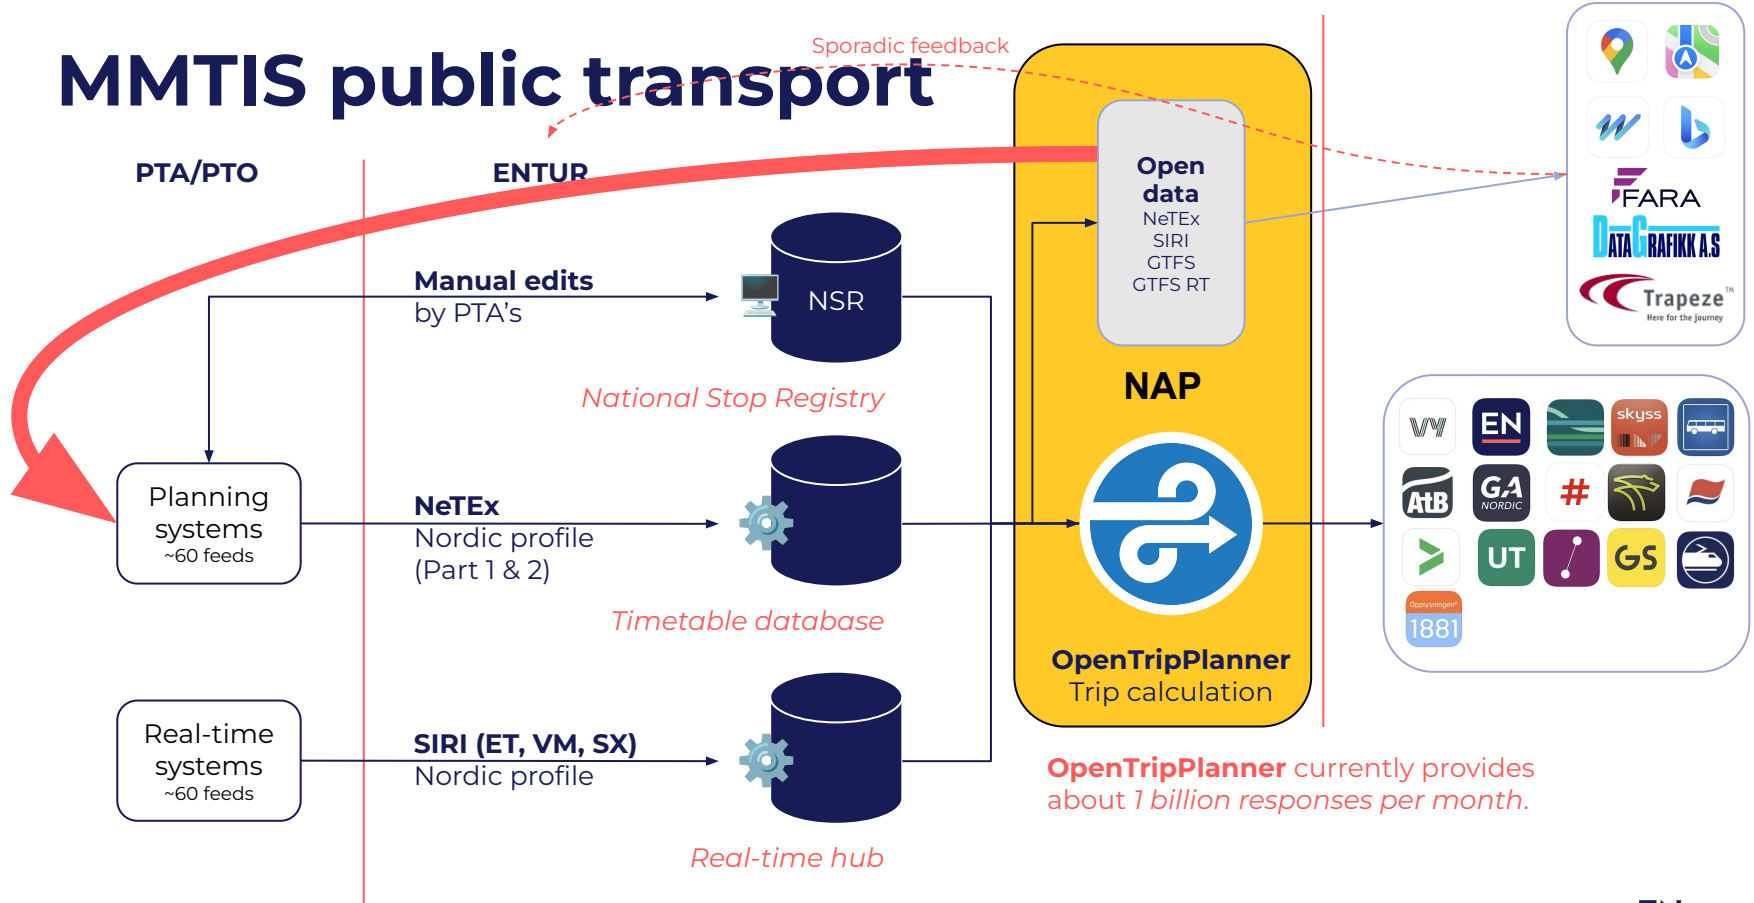 MMTIS public transport
Sporadic feedback
PTA/PTO
ENTUR
Open
data
NeTEx
SIRI
GTFS
GTFS RT
FARA
DATAGRAFIKK A.S
Trapeze™
Here for the journey
Manual edits
by PTA's
NSR
National Stop Registry
NAP
Planning
systems
~60 feeds
NeTEx
Nordic profile
(Part 1 & 2)
Timetable database
OpenTripPlanner
Trip calculation
VY
EN
skyss
AtB
GA
NORDIC
#
UT
GS
Opplysningen®
1881
Real-time
systems
~60 feeds
SIRI (ET, VM, SX)
Nordic profile
Real-time hub
OpenTripPlanner currently provides
about 1 billion responses per month.